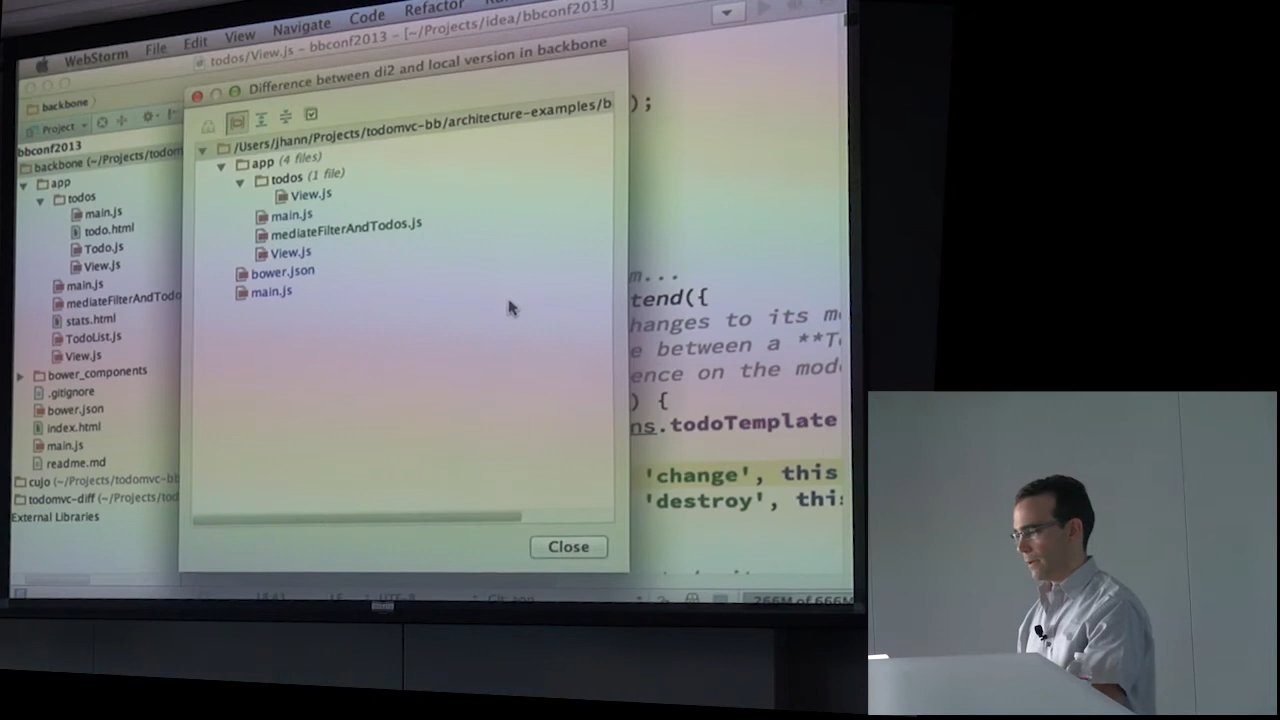 WebStorm File Edit View Navigate Code Refactor
todos/View.js - bbconf2013 - [~/Projects/idea/bbconf2013]
backbone
Project
bbconf2013
backbone (~/Projects/todom
app
todos
main.js
todo.html
Todo.js
View.js
main.js
mediateFilterAndTodo
stats.html
TodoList.js
View.js
bower_components
.gitignore
bower.json
index.html
main.js
readme.md
cujo (~/Projects/todomvc-bb
todomvc-diff (~/Projects/tod
External Libraries
Difference between di2 and local version in backbone
/Users/jhann/Projects/todomvc-bb/architecture-examples/b
app (4 files)
todos (1 file)
View.js
main.js
mediateFilterAndTodos.js
View.js
bower.json
main.js
Close
);
m...
tend({
hanges to its m
e between a **T
ence on the mod
) {
ns.todoTemplate
'change', this
'destroy', this
266M of 666M